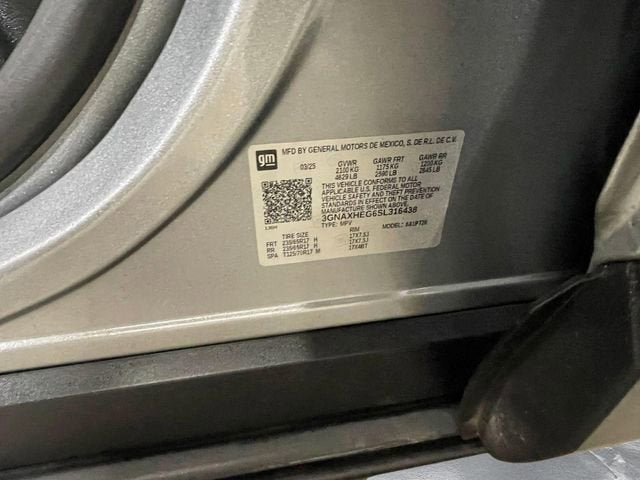 MFD BY GENERAL MOTORS DE MEXICO, S. DE R.L. DE C.V.
gm
03/25 GVWR GAWR FRT GAWR RR
2100 KG 1175 KG 1200 KG
4629 LB 2590 LB 2645 LB
THIS VEHICLE CONFORMS TO ALL
APPLICABLE U.S. FEDERAL MOTOR
VEHICLE SAFETY AND THEFT PREVENTION
STANDARDS IN EFFECT ON THE DATE OF
MANUFACTURE SHOWN ABOVE.
3GNAXHEG6SL316438
TYPE: MPV MODEL:
TIRE SIZE RIM
FRT 235/65R17 H 17X7.5J
RR 235/65R17 H 17X7.5J
SPA T125/70R17 M 17X4BT